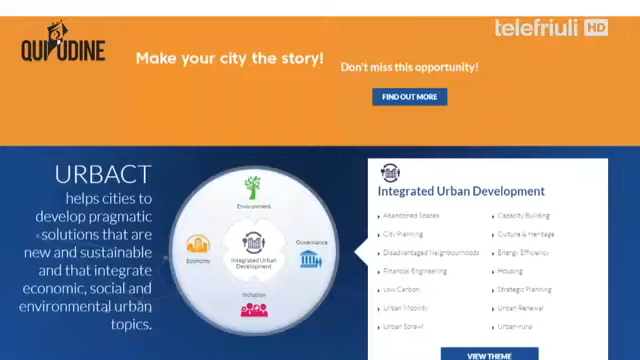 telefriuli HD
QUI UDINE
Make your city the story!
Don't miss this opportunity!
FIND OUT MORE
URBACT
helps cities to
develop pragmatic
solutions that are
new and sustainable
and that integrate
economic, social and
environmental urban
topics.
Environment
Economy
Integrated Urban
Development
Governance
Inclusion
Integrated Urban Development
Abandoned Spaces
City Planning
Disadvantaged Neighbourhoods
Financial Engineering
Low Carbon
Urban Mobility
Urban Sprawl
Capacity Building
Culture & Heritage
Energy Efficiency
Housing
Strategic Planning
Urban Renewal
Urban-rural
VIEW THEME